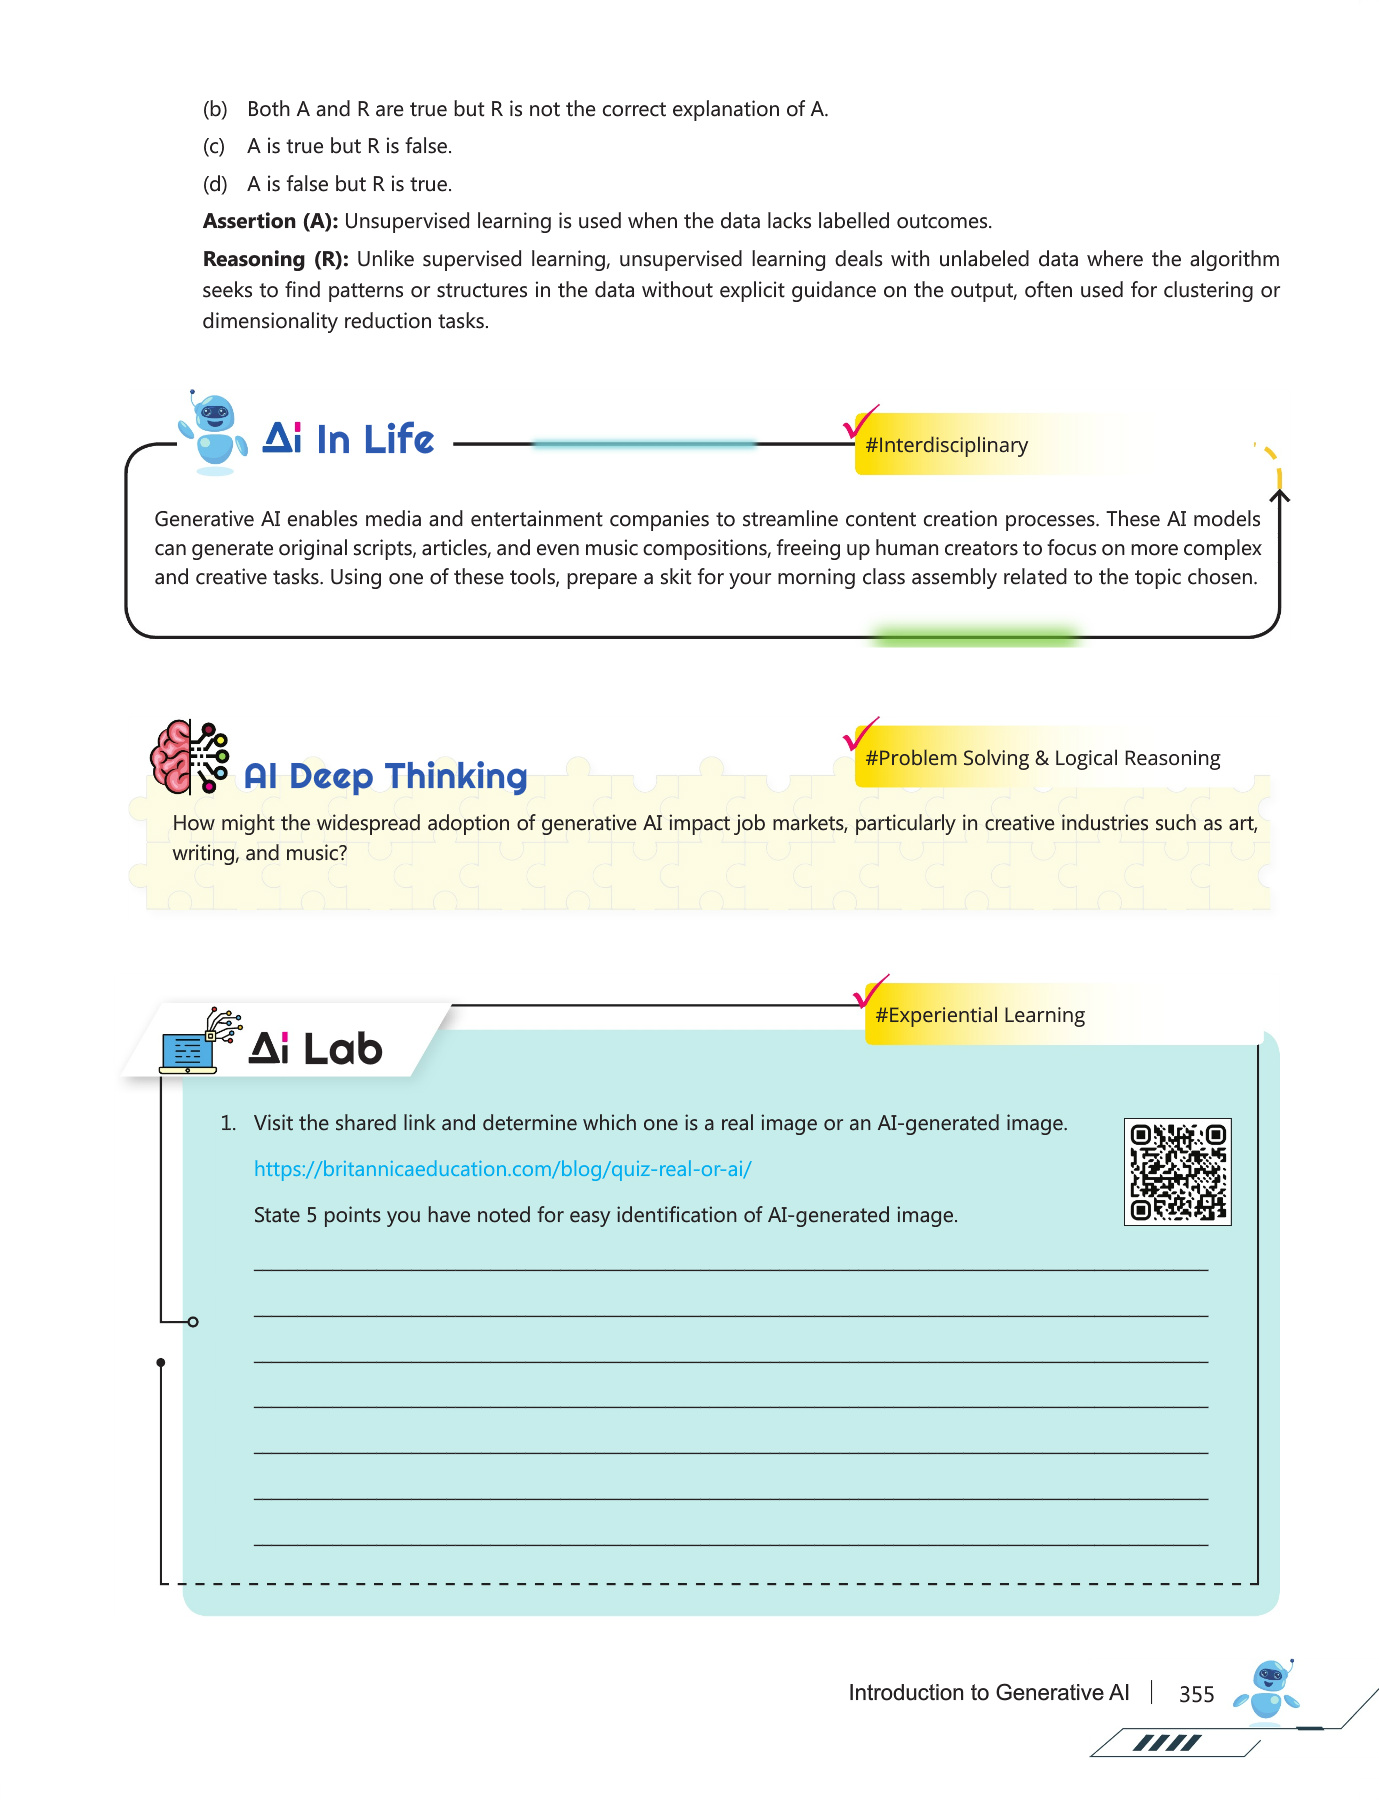 (b) Both A and R are true but R is not the correct explanation of A.
(c) A is true but R is false.
(d) A is false but R is true.
Assertion (A): Unsupervised learning is used when the data lacks labelled outcomes.
Reasoning (R): Unlike supervised learning, unsupervised learning deals with unlabeled data where the algorithm
seeks to find patterns or structures in the data without explicit guidance on the output, often used for clustering or
dimensionality reduction tasks.
Ai In Life
#Interdisciplinary
Generative AI enables media and entertainment companies to streamline content creation processes. These AI models
can generate original scripts, articles, and even music compositions, freeing up human creators to focus on more complex
and creative tasks. Using one of these tools, prepare a skit for your morning class assembly related to the topic chosen.
AI Deep Thinking
#Problem Solving & Logical Reasoning
How might the widespread adoption of generative AI impact job markets, particularly in creative industries such as art,
writing, and music?
Ai Lab
#Experiential Learning
1. Visit the shared link and determine which one is a real image or an AI-generated image.
https://britannicaeducation.com/blog/quiz-real-or-ai/
State 5 points you have noted for easy identification of AI-generated image.
Introduction to Generative AI 355